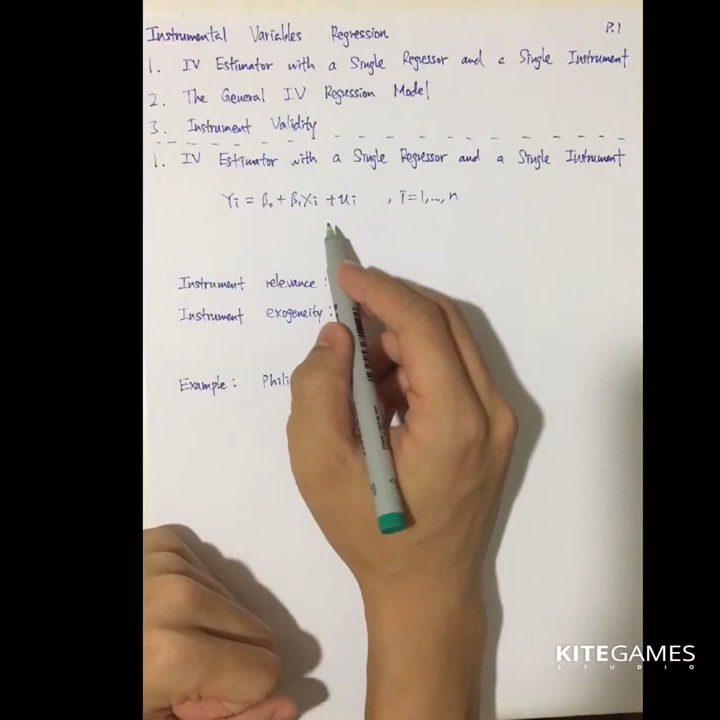 Instrumental Variables Regression P.1
1. IV Estimator with a Single Regressor and a Single Instrument
2. The General IV Regression Model
3. Instrument Validity
1. IV Estimator with a Single Regressor and a Single Intrument
Yi = β0 + β1Xi + ui , i=1,...,n
Instrument relevance:
Instrument exogeneity:
Example:
KITEGAMES
STUDIO